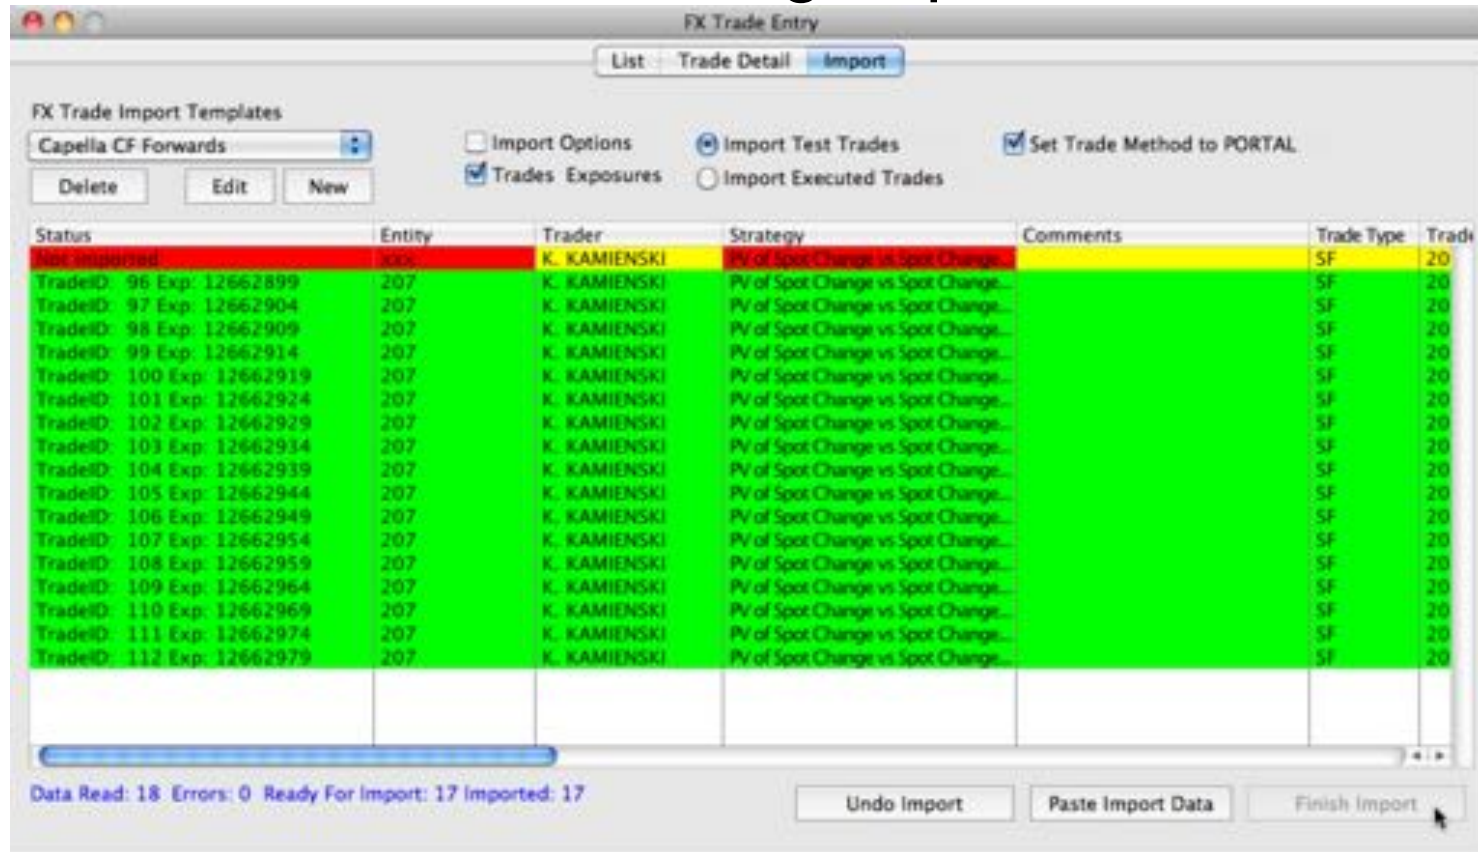 FX Trade Entry
List Trade Detail Import
FX Trade Import Templates
Capella CF Forwards
Import Options Import Test Trades Set Trade Method to PORTAL
Trades Exposures Import Executed Trades
Delete Edit New
Status Entity Trader Strategy Comments Trade Type Trade
Not imported xxx K. KAMIENSKI PV of Spot Change vs Spot Change... SF 20
TradeID: 96 Exp: 12662899 207 K. KAMIENSKI PV of Spot Change vs Spot Change... SF 20
TradeID: 97 Exp: 12662904 207 K. KAMIENSKI PV of Spot Change vs Spot Change... SF 20
TradeID: 98 Exp: 12662909 207 K. KAMIENSKI PV of Spot Change vs Spot Change... SF 20
TradeID: 99 Exp: 12662914 207 K. KAMIENSKI PV of Spot Change vs Spot Change... SF 20
TradeID: 100 Exp: 12662919 207 K. KAMIENSKI PV of Spot Change vs Spot Change... SF 20
TradeID: 101 Exp: 12662924 207 K. KAMIENSKI PV of Spot Change vs Spot Change... SF 20
TradeID: 102 Exp: 12662929 207 K. KAMIENSKI PV of Spot Change vs Spot Change... SF 20
TradeID: 103 Exp: 12662934 207 K. KAMIENSKI PV of Spot Change vs Spot Change... SF 20
TradeID: 104 Exp: 12662939 207 K. KAMIENSKI PV of Spot Change vs Spot Change... SF 20
TradeID: 105 Exp: 12662944 207 K. KAMIENSKI PV of Spot Change vs Spot Change... SF 20
TradeID: 106 Exp: 12662949 207 K. KAMIENSKI PV of Spot Change vs Spot Change... SF 20
TradeID: 107 Exp: 12662954 207 K. KAMIENSKI PV of Spot Change vs Spot Change... SF 20
TradeID: 108 Exp: 12662959 207 K. KAMIENSKI PV of Spot Change vs Spot Change... SF 20
TradeID: 109 Exp: 12662964 207 K. KAMIENSKI PV of Spot Change vs Spot Change... SF 20
TradeID: 110 Exp: 12662969 207 K. KAMIENSKI PV of Spot Change vs Spot Change... SF 20
TradeID: 111 Exp: 12662974 207 K. KAMIENSKI PV of Spot Change vs Spot Change... SF 20
TradeID: 112 Exp: 12662979 207 K. KAMIENSKI PV of Spot Change vs Spot Change... SF 20
Data Read: 18 Errors: 0 Ready For Import: 17 Imported: 17
Undo Import Paste Import Data Finish Import